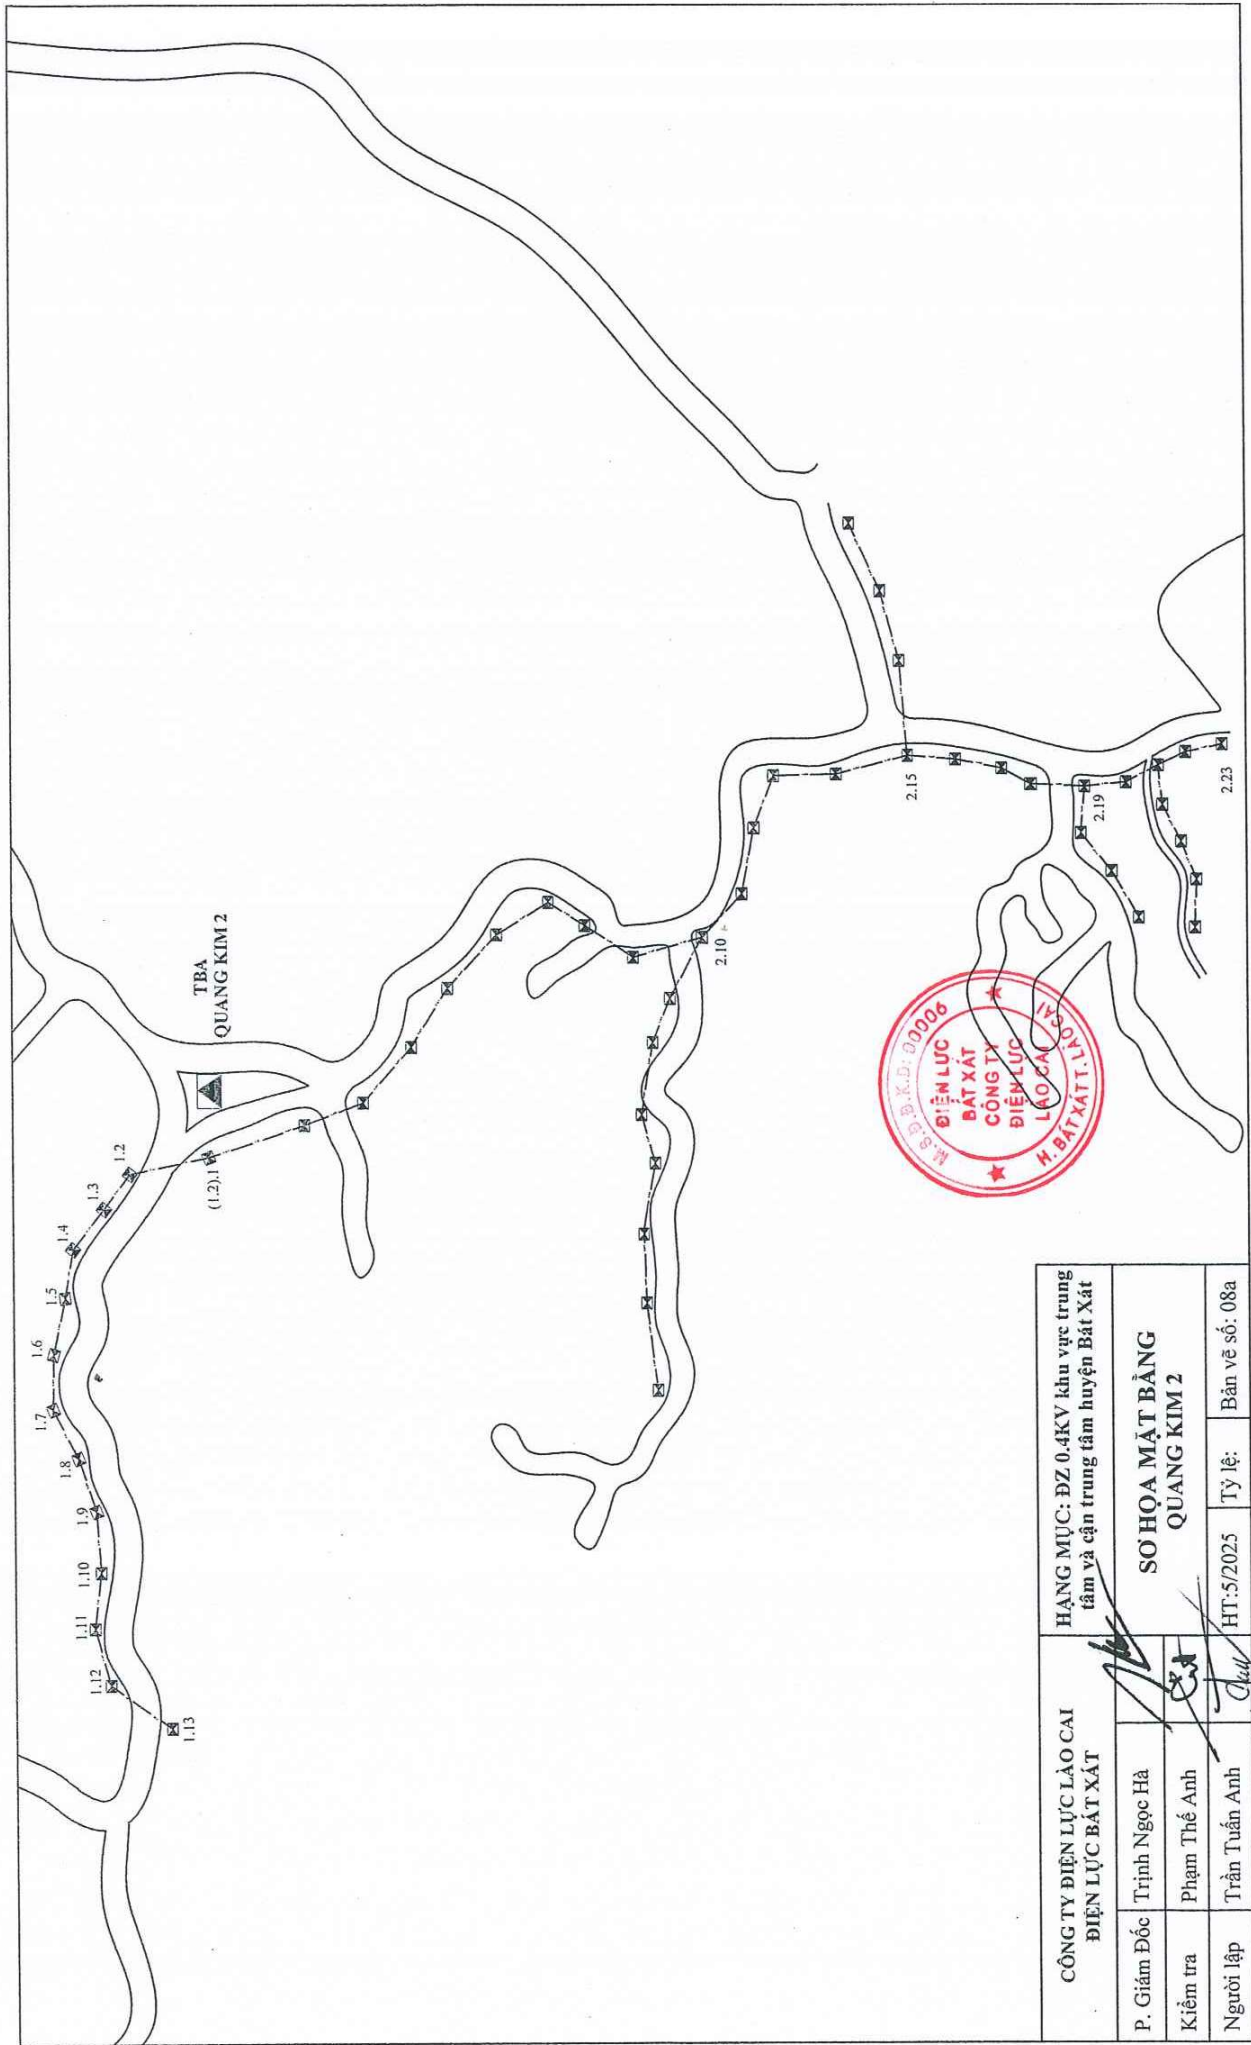 1.13
1.12
1.11
1.10
1.9
1.8
1.7
1.6
1.5
1.4
1.3
1.2
(1.2).1
TBA
QUANG KIM 2
2.10
2.15
2.19
2.23
M.S.D.Đ.K.D: 00006
ĐIỆN LỰC
BÁT XÁT
CÔNG TY
ĐIỆN LỰC
LÀO CAI
H. BÁT XÁT T. LÀO CAI
CÔNG TY ĐIỆN LỰC LÀO CAI
ĐIỆN LỰC BÁT XÁT
HẠNG MỤC: ĐZ 0.4KV khu vực trung
tâm và cận trung tâm huyện Bát Xát
P. Giám Đốc Trịnh Ngọc Hà
Kiểm tra Phạm Thế Anh
Người lập Trần Tuấn Anh
SƠ HỌA MẶT BẰNG
QUANG KIM 2
HT:5/2025 Tỷ lệ: Bản vẽ số: 08a